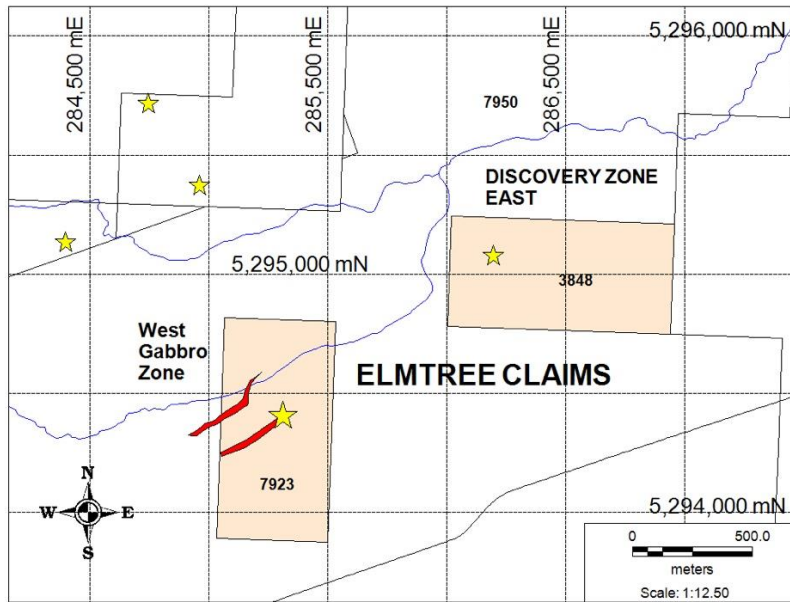 284,500 mE
285,500 mE
286,500 mE
5,296,000 mN
7950
DISCOVERY ZONE
EAST
5,295,000 mN
3848
West
Gabbro
Zone
ELMTREE CLAIMS
7923
N
W E
S
5,294,000 mN
0 500.0
meters
Scale: 1:12.50